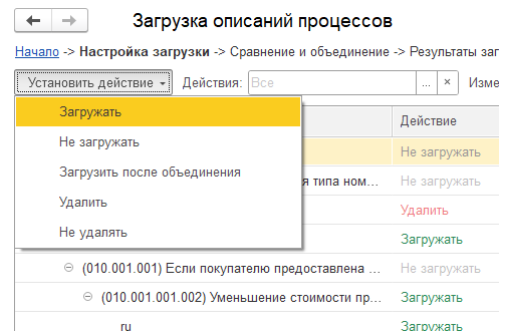 Загрузка описаний процессов
Начало -> Настройка загрузки -> Сравнение и объединение -> Результаты заг
Установить действие Действия: Все ... × Изме
Загружать
Действие
Не загружать
Не загружать
Загрузить после объединения
я типа ном... Не загружать
Удалить
Удалить
Не удалять
Загружать
(010.001.001) Если покупателю предоставлена ... Не загружать
(010.001.001.002) Уменьшение стоимости пр... Загружать
ru Загружать